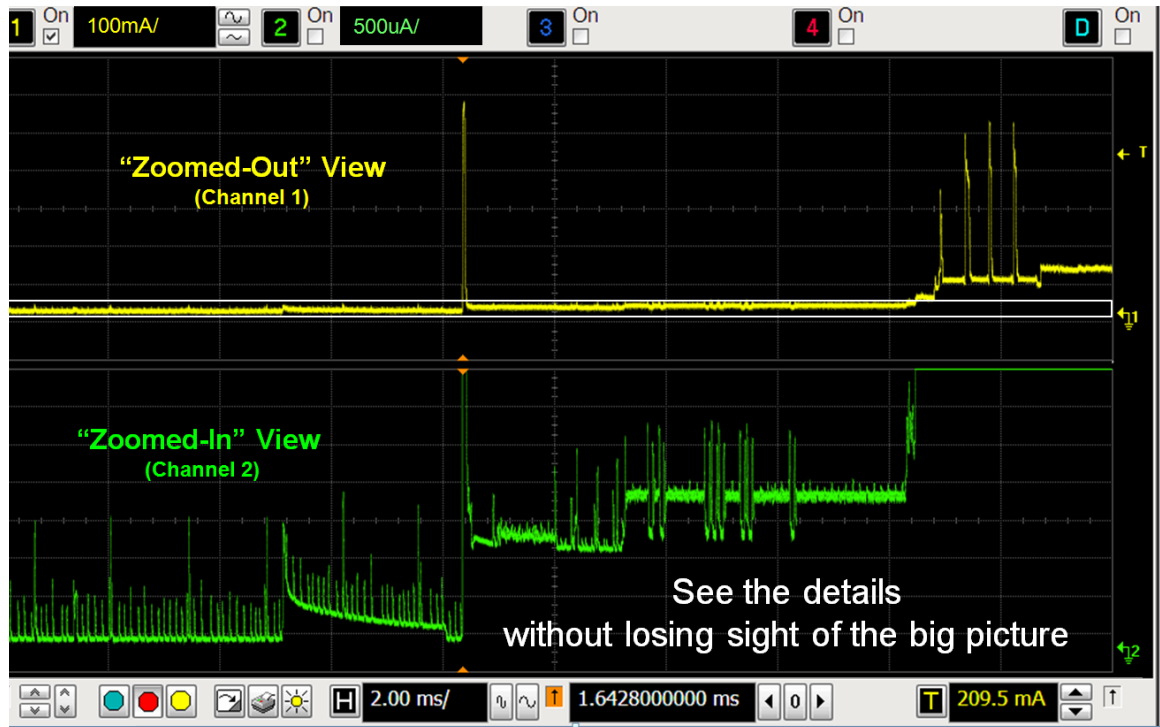 1 On 100mA/ 2 On 500uA/ 3 On 4 On D On
“Zoomed-Out” View
(Channel 1)
T
1
“Zoomed-In” View
(Channel 2)
See the details
without losing sight of the big picture
2
H 2.00 ms/ 1.6428000000 ms 0 T 209.5 mA